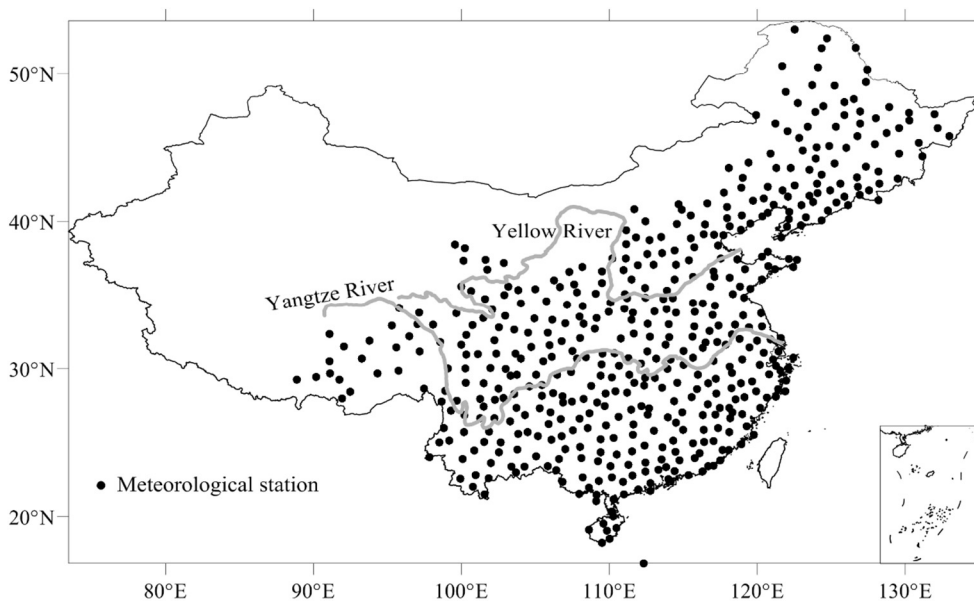 50°N
40°N
Yellow River
Yangtze River
30°N
Meteorological station
20°N
80°E 90°E 100°E 110°E 120°E 130°E